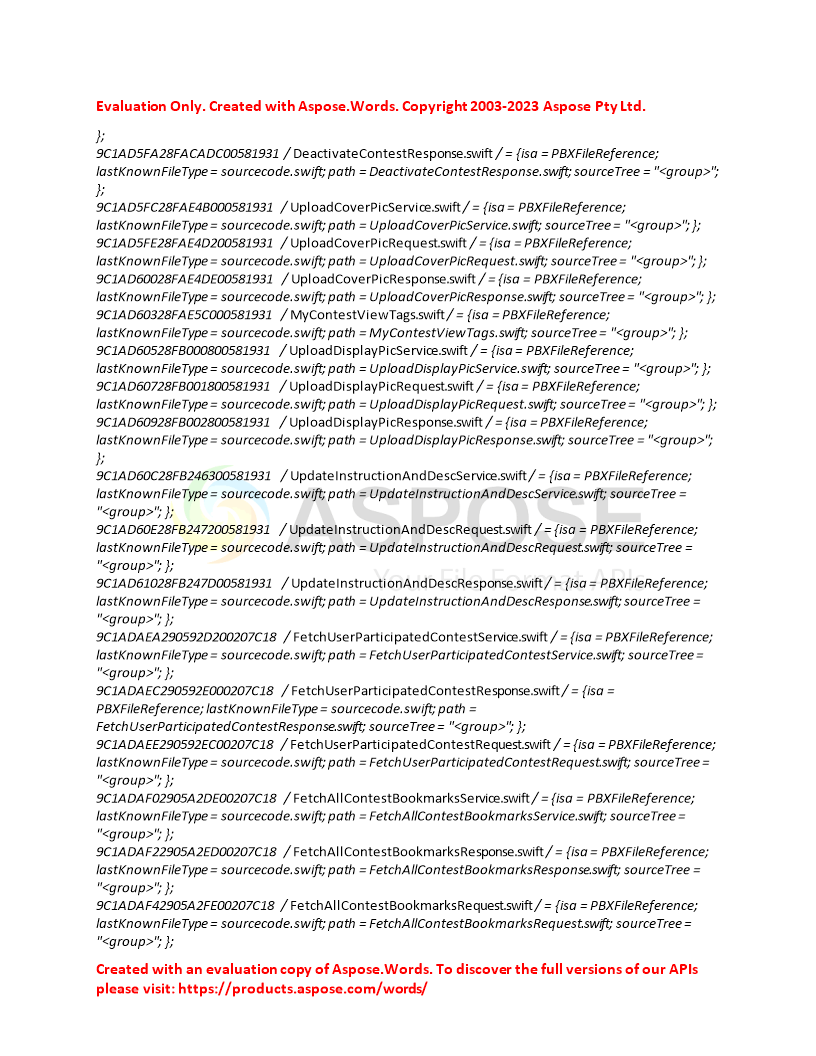 Evaluation Only. Created with Aspose.Words. Copyright 2003-2023 Aspose Pty Ltd.
};
9C1AD5FA28FACADC00581931 / DeactivateContestResponse.swift / = {isa = PBXFileReference;
lastKnownFileType = sourcecode.swift; path = DeactivateContestResponse.swift; sourceTree = "<group>";
};
9C1AD5FC28FAE4B000581931 / UploadCoverPicService.swift / = {isa = PBXFileReference;
lastKnownFileType = sourcecode.swift; path = UploadCoverPicService.swift; sourceTree = "<group>"; };
9C1AD5FE28FAE4D200581931 / UploadCoverPicRequest.swift / = {isa = PBXFileReference;
lastKnownFileType = sourcecode.swift; path = UploadCoverPicRequest.swift; sourceTree = "<group>"; };
9C1AD60028FAE4DE00581931 / UploadCoverPicResponse.swift / = {isa = PBXFileReference;
lastKnownFileType = sourcecode.swift; path = UploadCoverPicResponse.swift; sourceTree = "<group>"; };
9C1AD60328FAE5C000581931 / MyContestViewTags.swift / = {isa = PBXFileReference;
lastKnownFileType = sourcecode.swift; path = MyContestViewTags.swift; sourceTree = "<group>"; };
9C1AD60528FB000800581931 / UploadDisplayPicService.swift / = {isa = PBXFileReference;
lastKnownFileType = sourcecode.swift; path = UploadDisplayPicService.swift; sourceTree = "<group>"; };
9C1AD60728FB001800581931 / UploadDisplayPicRequest.swift / = {isa = PBXFileReference;
lastKnownFileType = sourcecode.swift; path = UploadDisplayPicRequest.swift; sourceTree = "<group>"; };
9C1AD60928FB002800581931 / UploadDisplayPicResponse.swift / = {isa = PBXFileReference;
lastKnownFileType = sourcecode.swift; path = UploadDisplayPicResponse.swift; sourceTree = "<group>";
};
9C1AD60C28FB246300581931 / UpdateInstructionAndDescService.swift / = {isa = PBXFileReference;
lastKnownFileType = sourcecode.swift; path = UpdateInstructionAndDescService.swift; sourceTree =
"<group>"; };
9C1AD60E28FB247200581931 / UpdateInstructionAndDescRequest.swift / = {isa = PBXFileReference;
lastKnownFileType = sourcecode.swift; path = UpdateInstructionAndDescRequest.swift; sourceTree =
"<group>"; };
9C1AD61028FB247D00581931 / UpdateInstructionAndDescResponse.swift / = {isa = PBXFileReference;
lastKnownFileType = sourcecode.swift; path = UpdateInstructionAndDescResponse.swift; sourceTree =
"<group>"; };
9C1ADAEA290592D200207C18 / FetchUserParticipatedContestService.swift / = {isa = PBXFileReference;
lastKnownFileType = sourcecode.swift; path = FetchUserParticipatedContestService.swift; sourceTree =
"<group>"; };
9C1ADAEC290592E000207C18 / FetchUserParticipatedContestResponse.swift / = {isa =
PBXFileReference; lastKnownFileType = sourcecode.swift; path =
FetchUserParticipatedContestResponse.swift; sourceTree = "<group>"; };
9C1ADAEE290592EC00207C18 / FetchUserParticipatedContestRequest.swift / = {isa = PBXFileReference;
lastKnownFileType = sourcecode.swift; path = FetchUserParticipatedContestRequest.swift; sourceTree =
"<group>"; };
9C1ADAF02905A2DE00207C18 / FetchAllContestBookmarksService.swift / = {isa = PBXFileReference;
lastKnownFileType = sourcecode.swift; path = FetchAllContestBookmarksService.swift; sourceTree =
"<group>"; };
9C1ADAF22905A2ED00207C18 / FetchAllContestBookmarksResponse.swift / = {isa = PBXFileReference;
lastKnownFileType = sourcecode.swift; path = FetchAllContestBookmarksResponse.swift; sourceTree =
"<group>"; };
9C1ADAF42905A2FE00207C18 / FetchAllContestBookmarksRequest.swift / = {isa = PBXFileReference;
lastKnownFileType = sourcecode.swift; path = FetchAllContestBookmarksRequest.swift; sourceTree =
"<group>"; };
ASPOSE
Your File Format APIs
Created with an evaluation copy of Aspose.Words. To discover the full versions of our APIs
please visit: https://products.aspose.com/words/